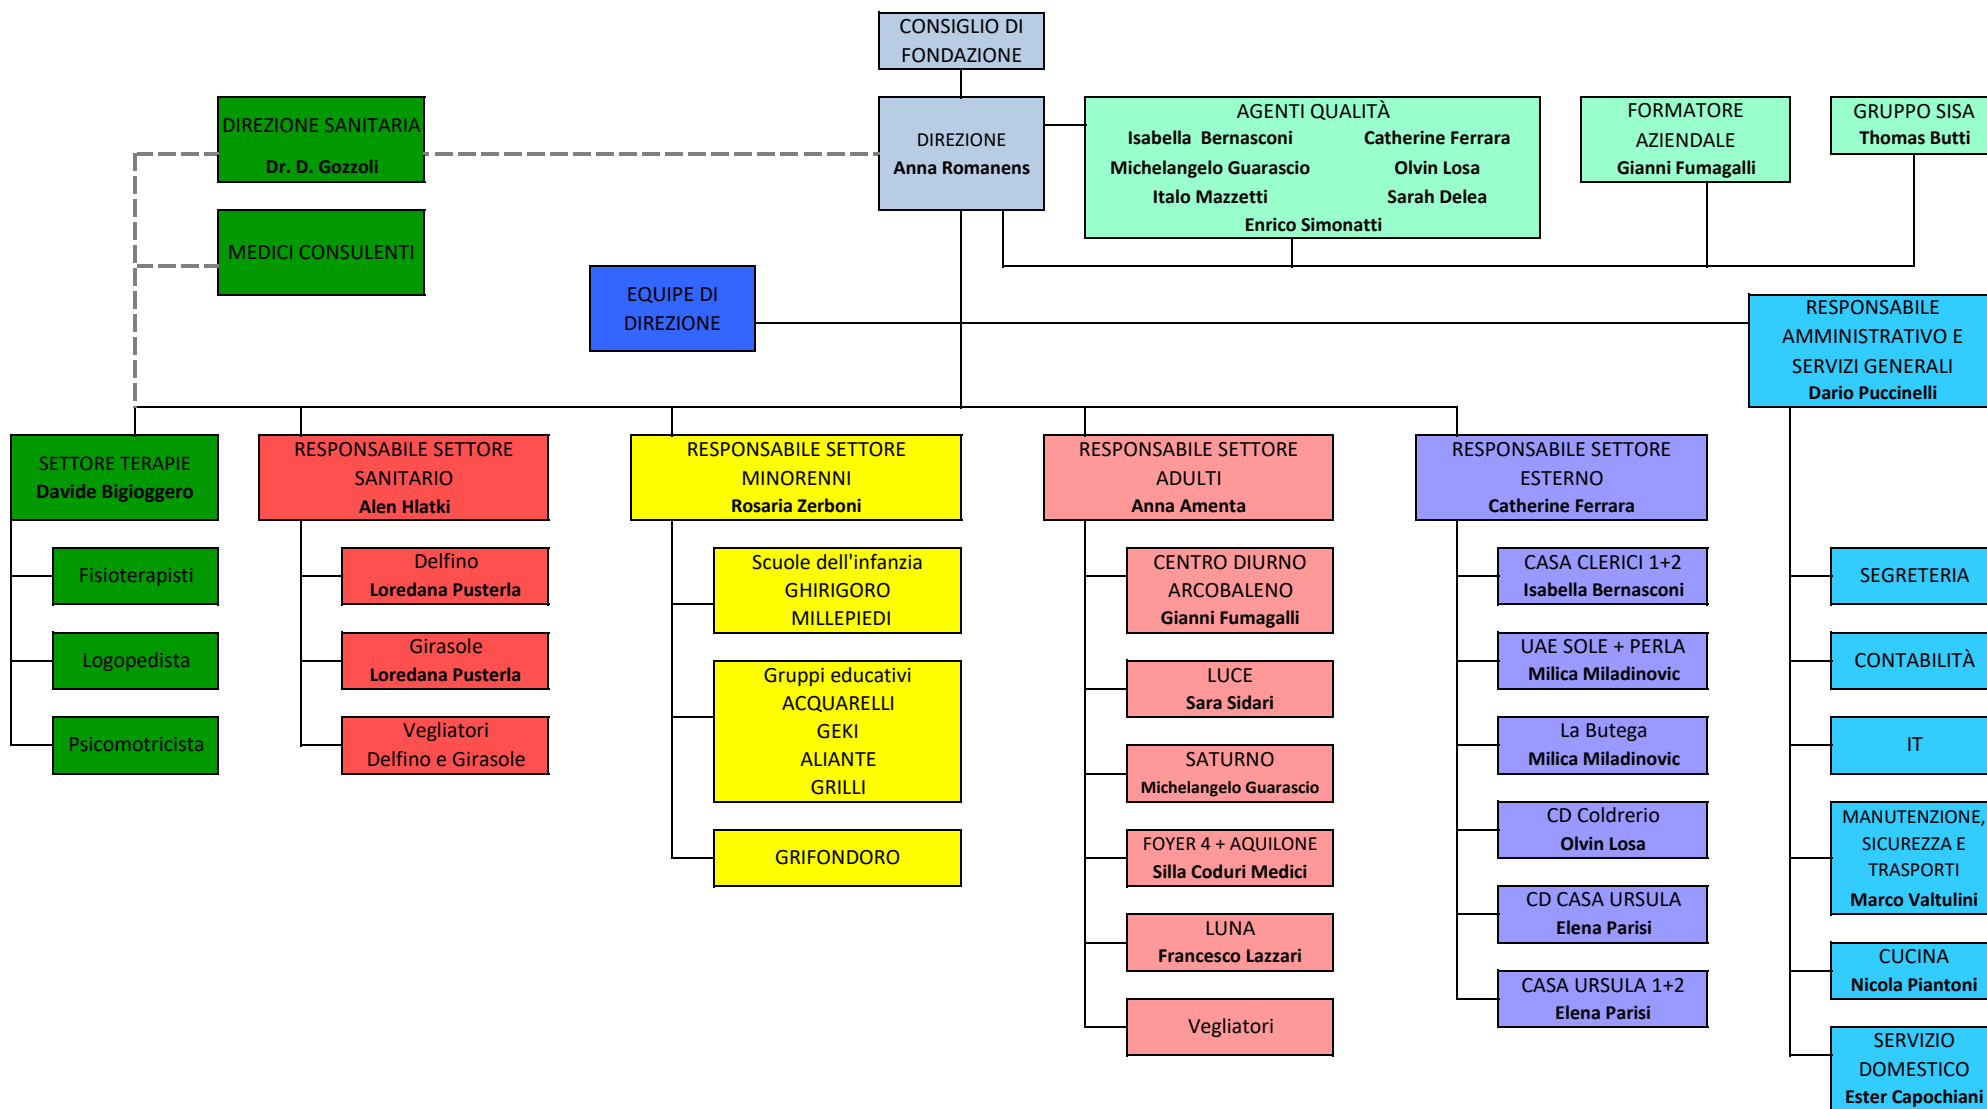 CONSIGLIO DI
FONDAZIONE
DIREZIONE SANITARIA
Dr. D. Gozzoli
DIREZIONE
Anna Romanens
AGENTI QUALITÀ
Isabella Bernasconi Catherine Ferrara
Michelangelo Guarascio Olvin Losa
Italo Mazzetti Sarah Delea
Enrico Simonatti
FORMATORE
AZIENDALE
Gianni Fumagalli
GRUPPO SISA
Thomas Butti
MEDICI CONSULENTI
EQUIPE DI
DIREZIONE
RESPONSABILE
AMMINISTRATIVO E
SERVIZI GENERALI
Dario Puccinelli
SETTORE TERAPIE
Davide Bigioggero
Fisioterapisti
Logopedista
Psicomotricista
RESPONSABILE SETTORE
SANITARIO
Alen Hlatki
Delfino
Loredana Pusterla
Girasole
Loredana Pusterla
Vegliatori
Delfino e Girasole
RESPONSABILE SETTORE
MINORENNI
Rosaria Zerboni
Scuole dell'infanzia
GHIRIGORO
MILLEPIEDI
Gruppi educativi
ACQUARELLI
GEKI
ALIANTE
GRILLI
GRIFONDORO
RESPONSABILE SETTORE
ADULTI
Anna Amenta
CENTRO DIURNO
ARCOBALENO
Gianni Fumagalli
LUCE
Sara Sidari
SATURNO
Michelangelo Guarascio
FOYER 4 + AQUILONE
Silla Coduri Medici
LUNA
Francesco Lazzari
Vegliatori
RESPONSABILE SETTORE
ESTERNO
Catherine Ferrara
CASA CLERICI 1+2
Isabella Bernasconi
UAE SOLE + PERLA
Milica Miladinovic
La Butega
Milica Miladinovic
CD Coldrerio
Olvin Losa
CD CASA URSULA
Elena Parisi
CASA URSULA 1+2
Elena Parisi
SEGRETERIA
CONTABILITÀ
IT
MANUTENZIONE,
SICUREZZA E
TRASPORTI
Marco Valtulini
CUCINA
Nicola Piantoni
SERVIZIO
DOMESTICO
Ester Capochiani